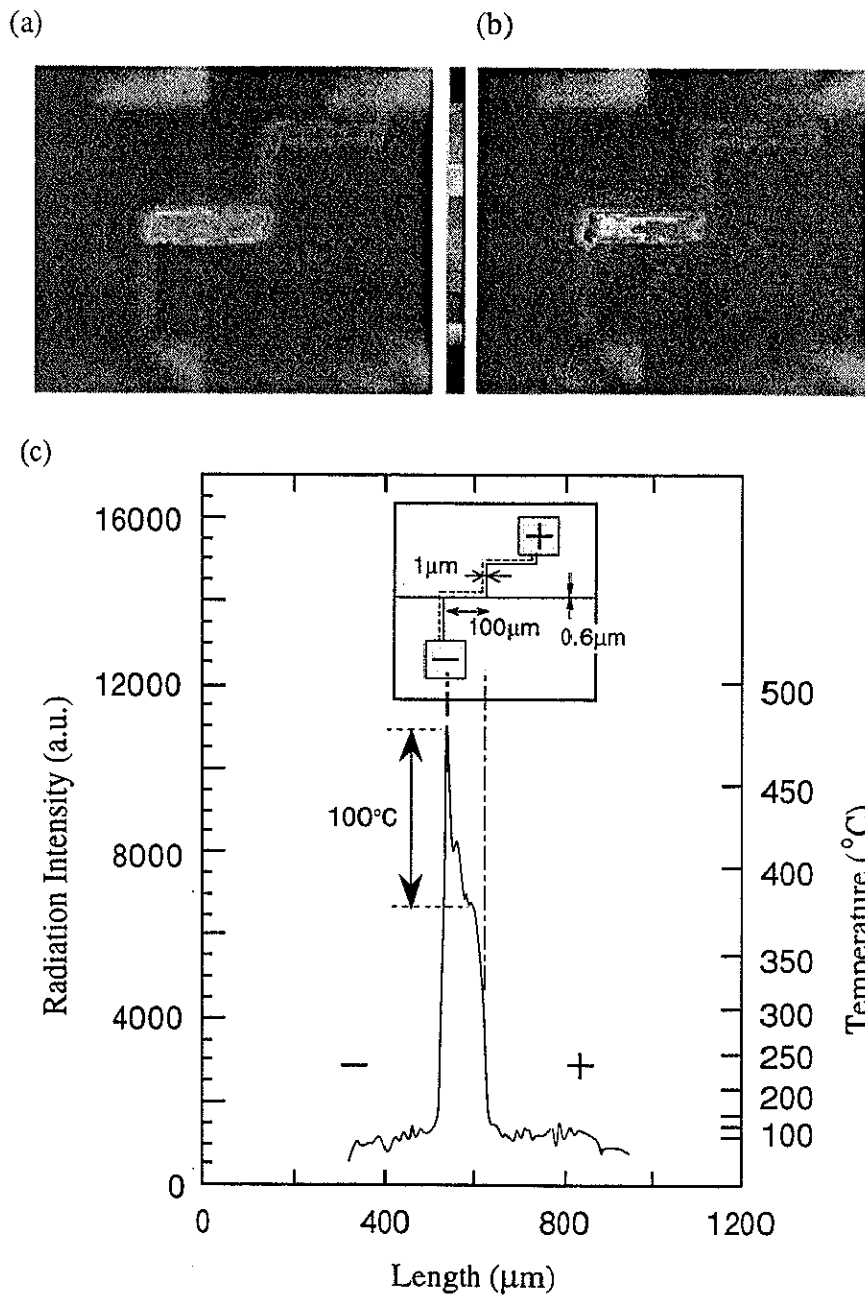 (a)
(b)
(c)
16000
12000
8000
4000
0
Radiation Intensity (a.u.)
0
400
800
1200
Length (μm)
500
450
400
350
300
250
200
100
Temperature (°C)
100°C
+
1μm
100μm
0.6μm
−
−
+